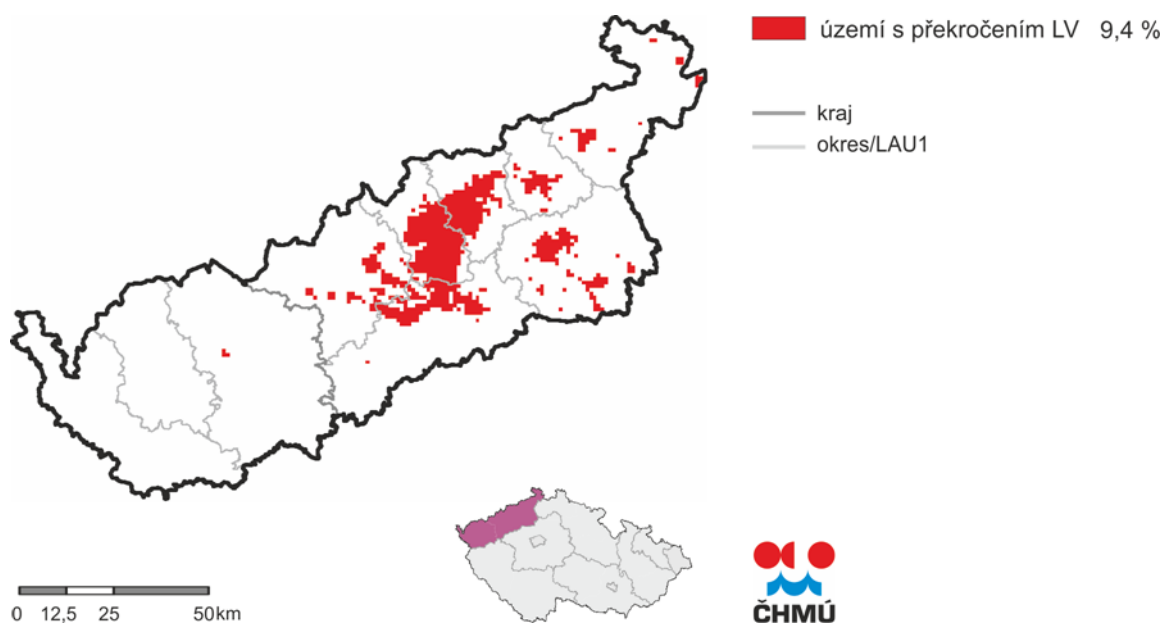 území s překročením LV 9,4 %
kraj
okres/LAU1
0 12,5 25 50km
ČHMÚ